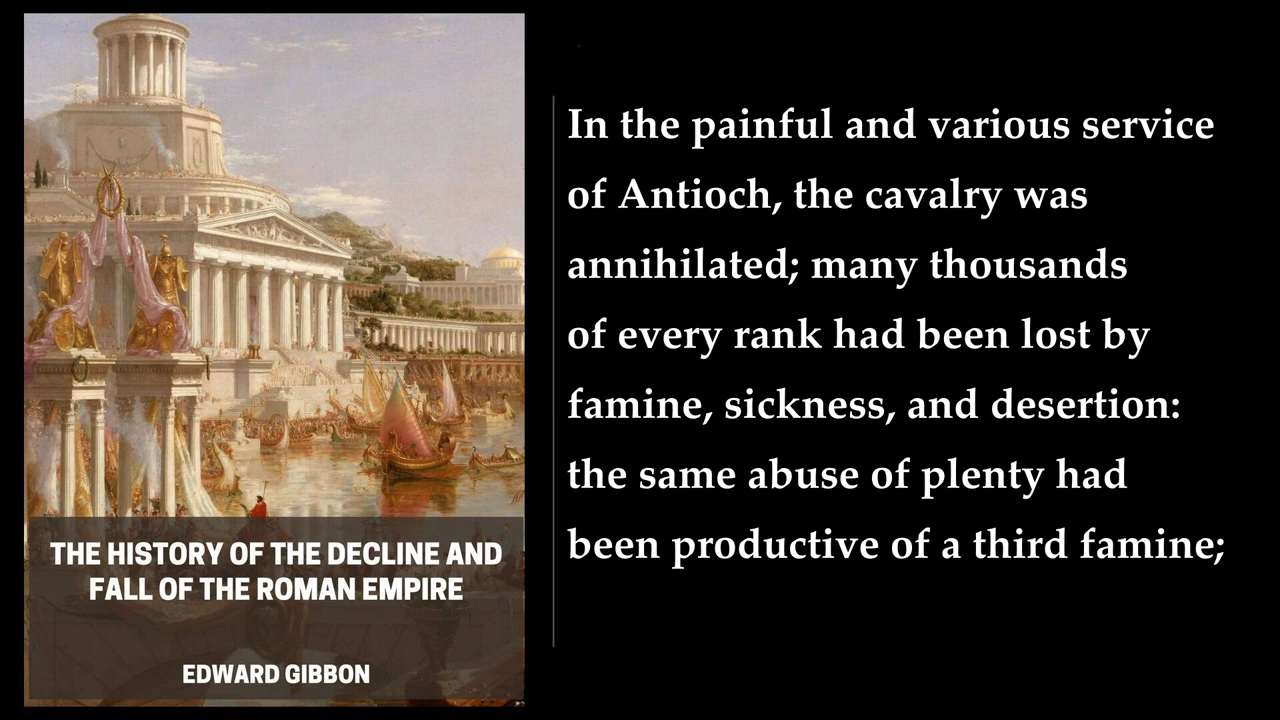 THE HISTORY OF THE DECLINE AND
FALL OF THE ROMAN EMPIRE
EDWARD GIBBON
In the painful and various service
of Antioch, the cavalry was
annihilated; many thousands
of every rank had been lost by
famine, sickness, and desertion:
the same abuse of plenty had
been productive of a third famine;